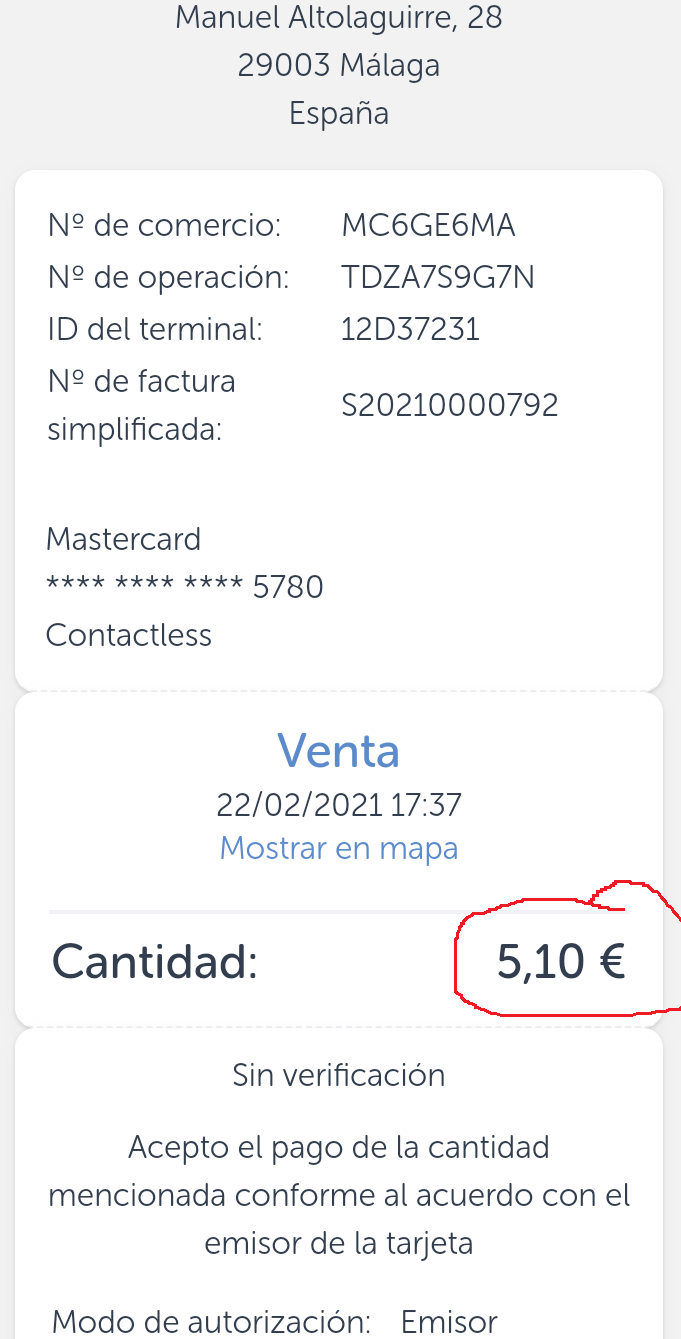 Manuel Altolaguirre, 28
29003 Málaga
España
Nº de comercio: MC6GE6MA
Nº de operación: TDZA7S9G7N
ID del terminal: 12D37231
Nº de factura
simplificada: S20210000792
Mastercard
**** **** **** 5780
Contactless
Venta
22/02/2021 17:37
Mostrar en mapa
Cantidad: 5,10 €
Sin verificación
Acepto el pago de la cantidad
mencionada conforme al acuerdo con el
emisor de la tarjeta
Modo de autorización: Emisor